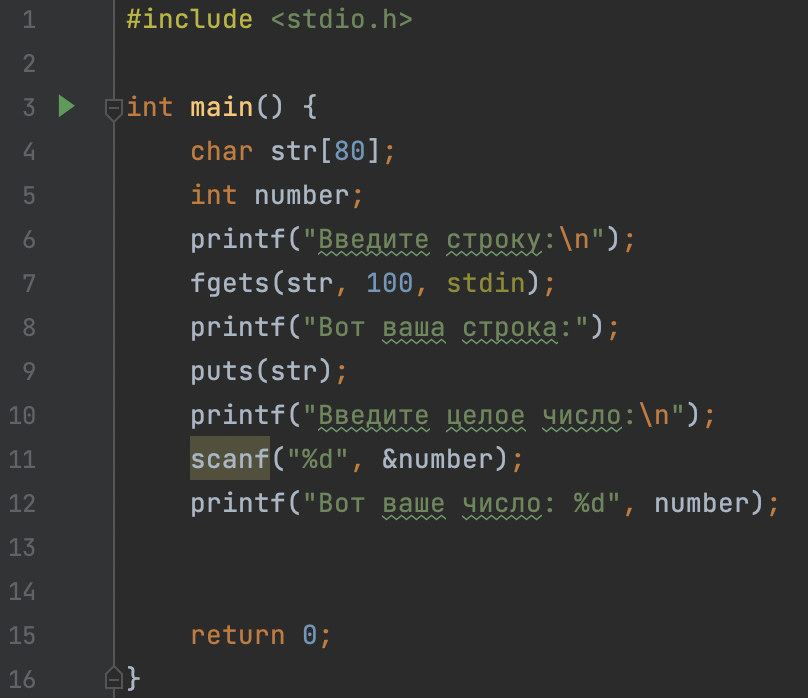 1 #include <stdio.h>
2
3 int main() {
4 char str[80];
5 int number;
6 printf("Введите строку:\n");
7 fgets(str, 100, stdin);
8 printf("Вот ваша строка:");
9 puts(str);
10 printf("Введите целое число:\n");
11 scanf("%d", &number);
12 printf("Вот ваше число: %d", number);
13
14
15 return 0;
16 }